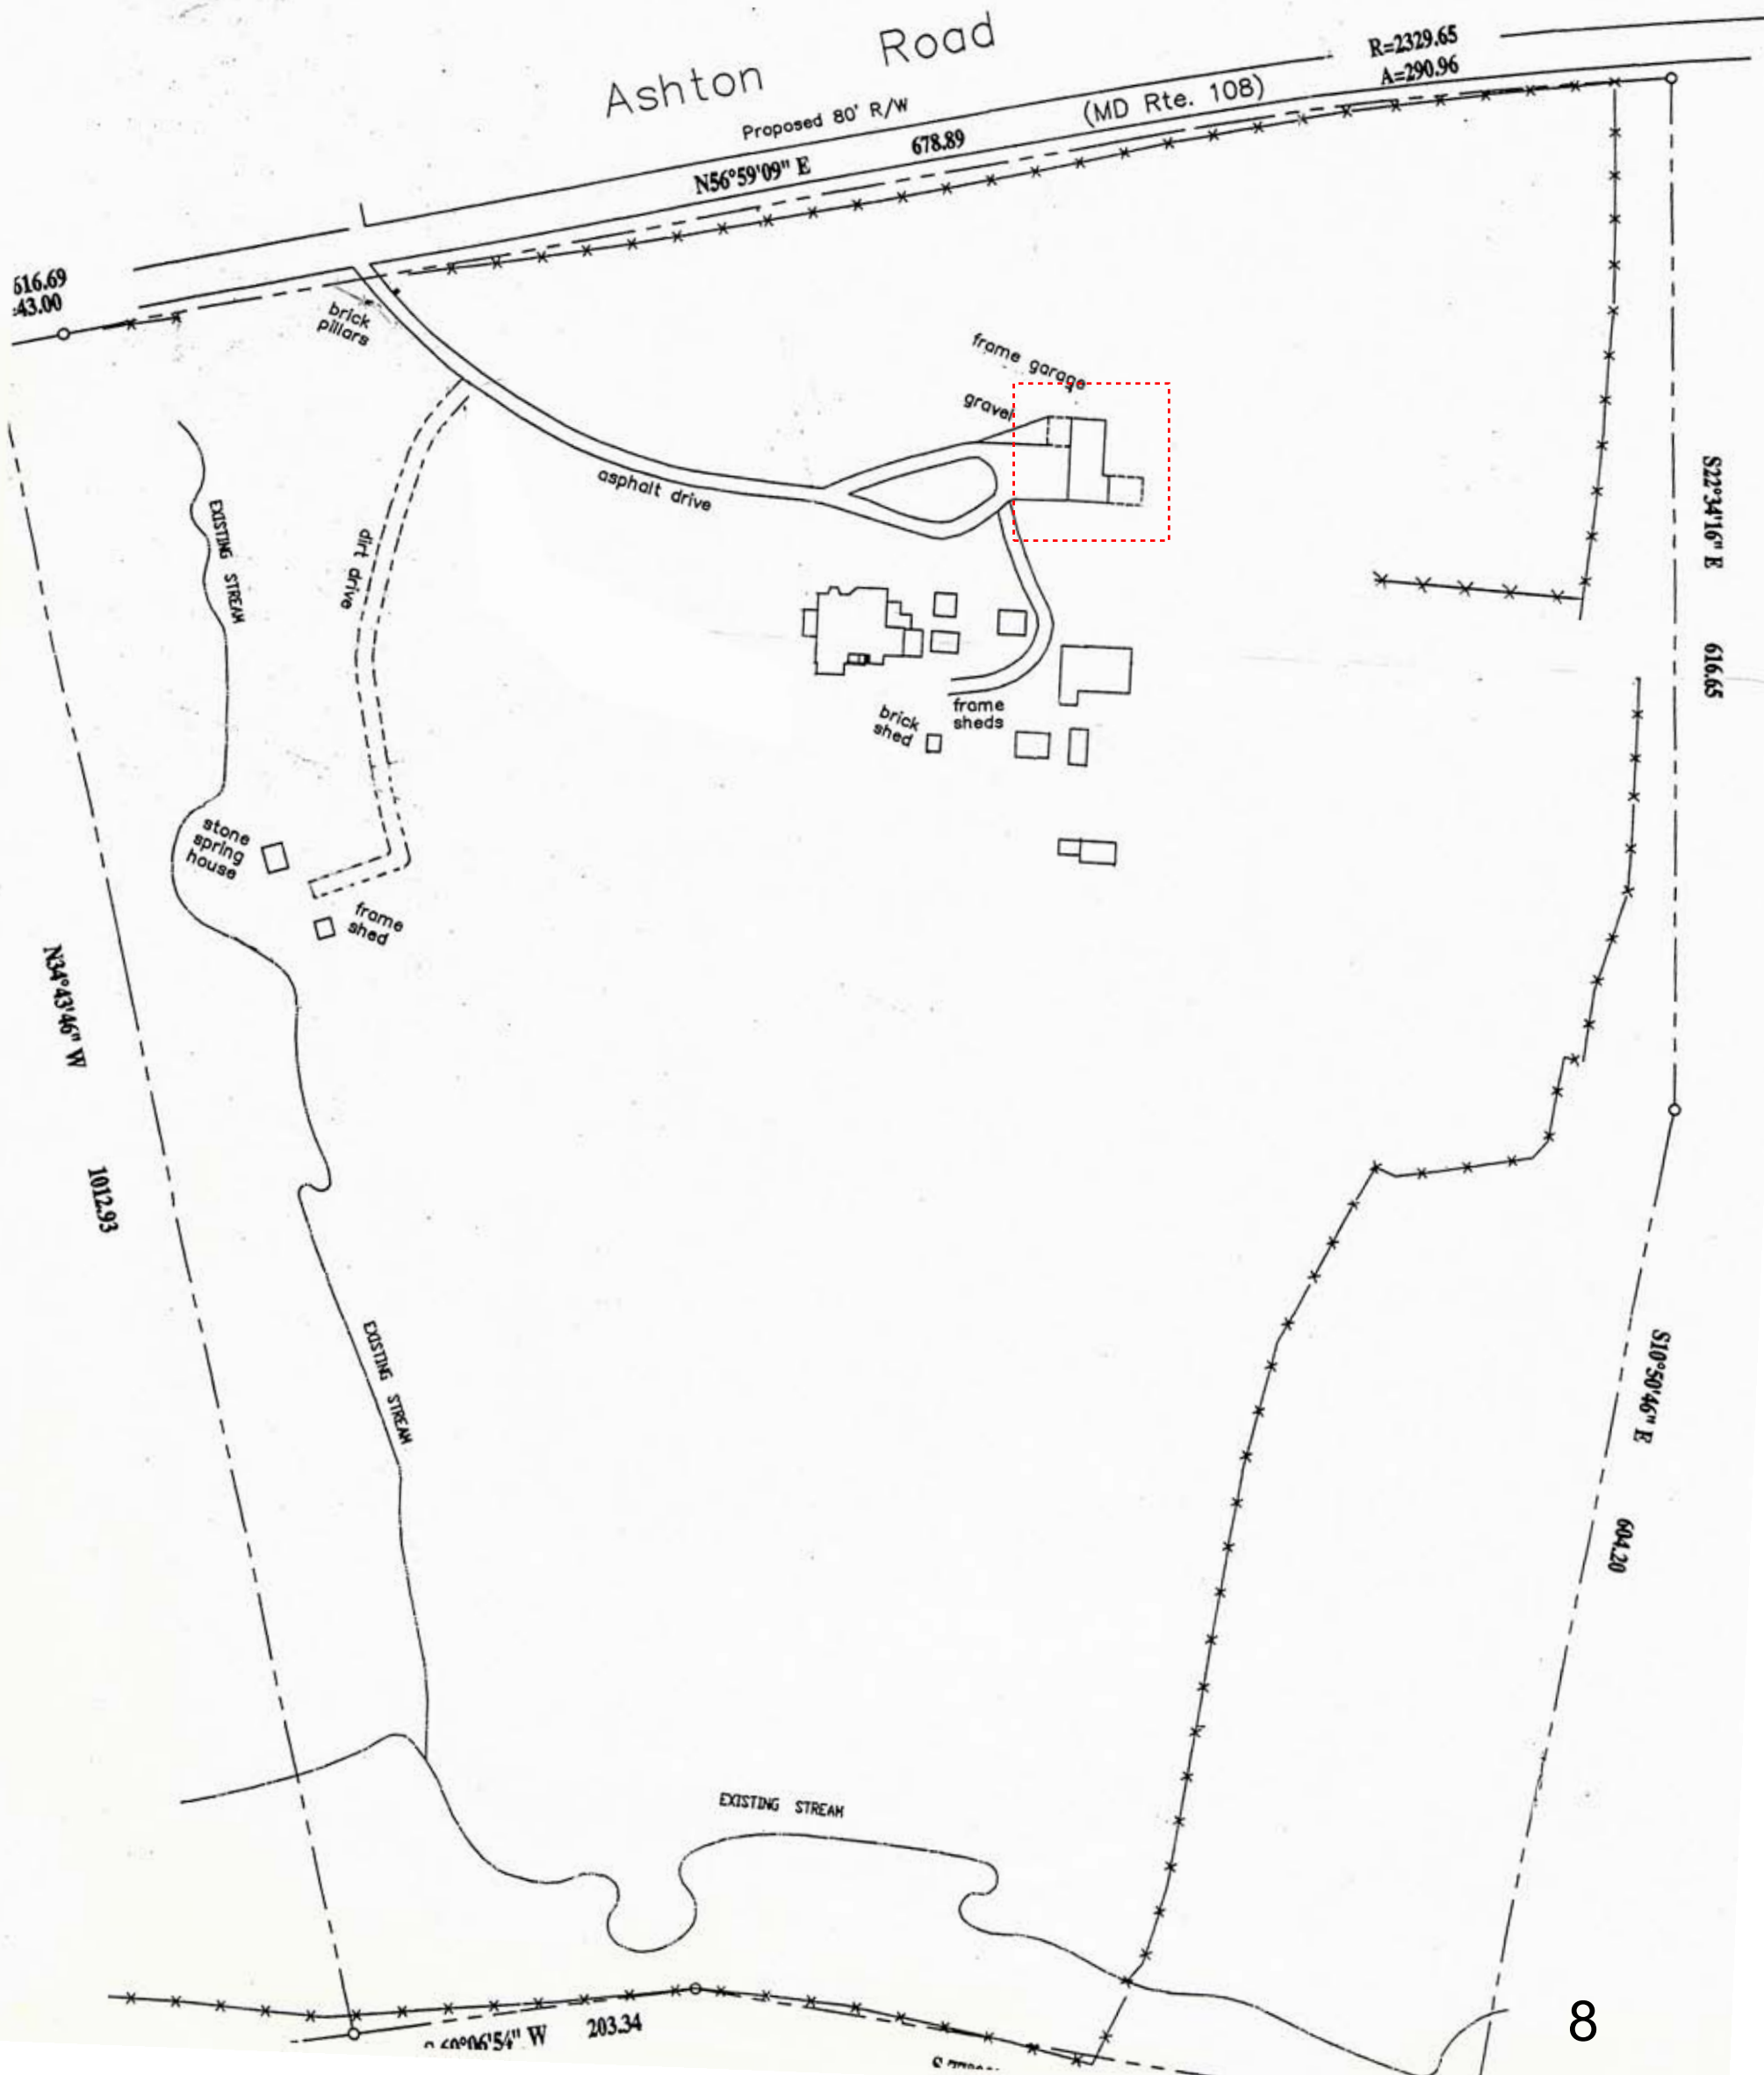 Ashton Road
R=2329.65
A=290.96
Proposed 80' R/W
(MD Rte. 108)
N56°59'09" E 678.89
616.69
43.00
brick
pillars
frame garage
gravel
asphalt drive
dirt drive
EXISTING STREAM
S22°34'16" E 616.65
brick
shed
frame
sheds
stone
spring
house
frame
shed
N34°43'46" W 1012.93
EXISTING STREAM
S10°50'46" E 604.20
EXISTING STREAM
60°06'54" W 203.34
8